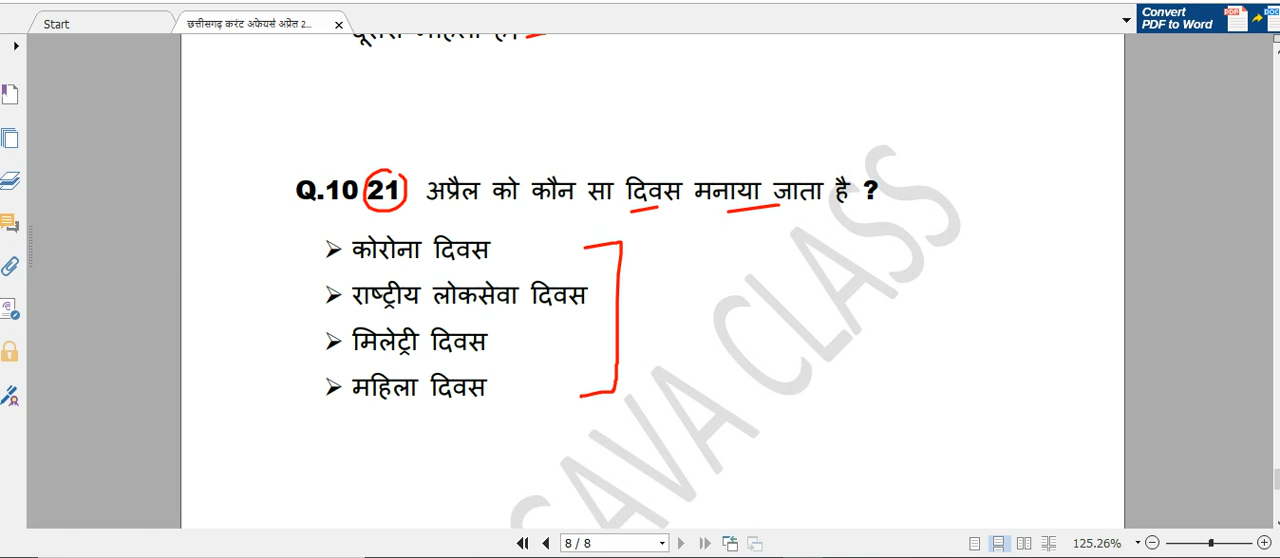 Start
छत्तीसगढ़ करंट अफेयर्स अप्रैल 2...
Convert
PDF to Word
Q.10 21 अप्रैल को कौन सा दिवस मनाया जाता है ?
➢ कोरोना दिवस
➢ राष्ट्रीय लोकसेवा दिवस
➢ मिलेट्री दिवस
➢ महिला दिवस
SAVA CLASS
8 / 8
125.26%